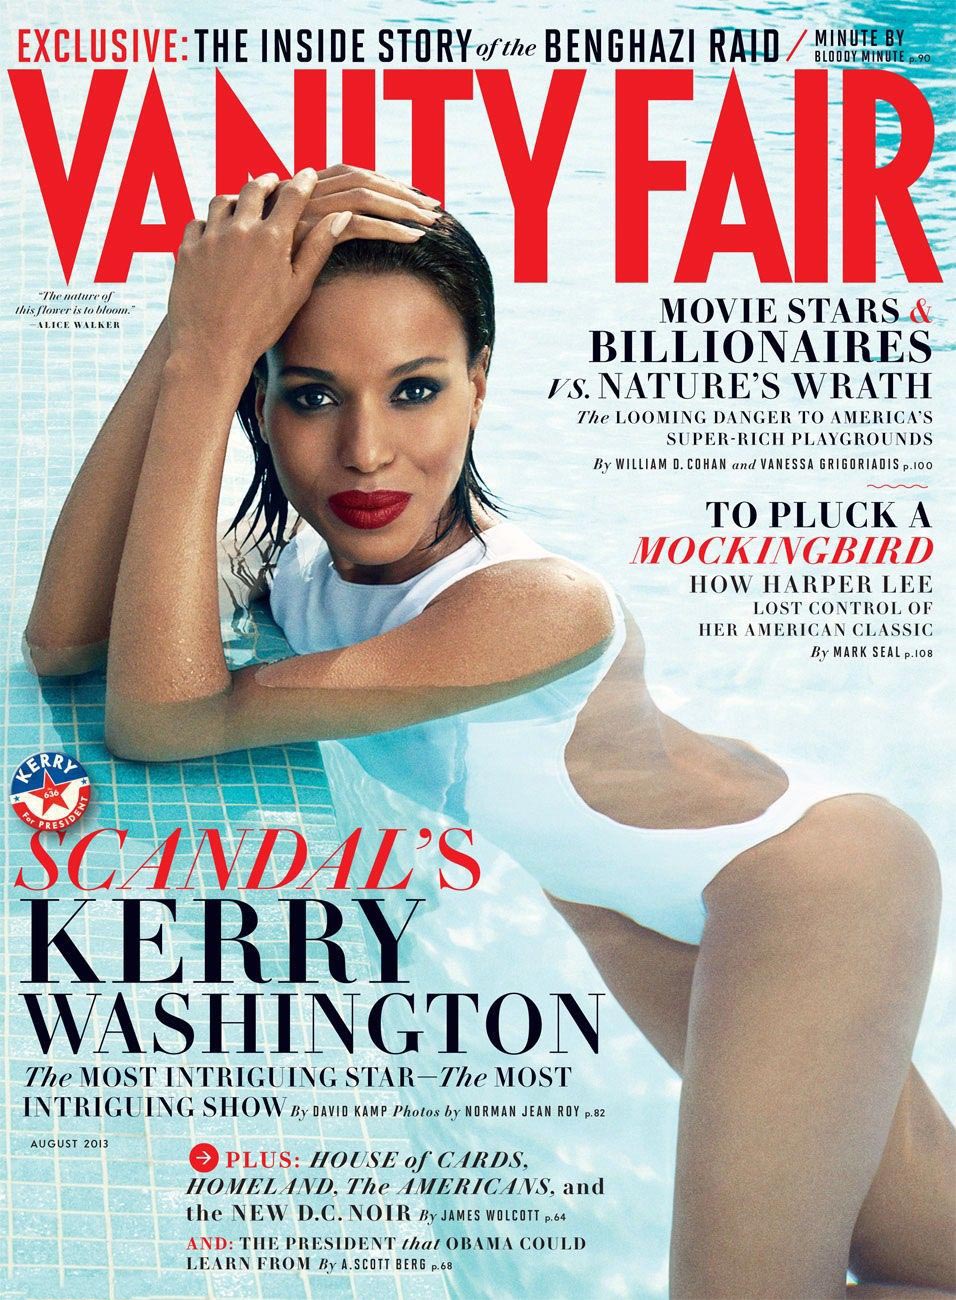 EXCLUSIVE: THE INSIDE STORY of the BENGHAZI RAID / MINUTE BY
BLOODY MINUTE p.90
VANITY FAIR
"The nature of
this flower is to bloom."
—ALICE WALKER
MOVIE STARS &
BILLIONAIRES
VS. NATURE'S WRATH
The LOOMING DANGER TO AMERICA'S
SUPER-RICH PLAYGROUNDS
By WILLIAM D. COHAN and VANESSA GRIGORIADIS p.100
TO PLUCK A
MOCKINGBIRD
HOW HARPER LEE
LOST CONTROL OF
HER AMERICAN CLASSIC
By MARK SEAL p.108
KERRY
636
For PRESIDENT
SCANDAL'S
KERRY
WASHINGTON
The MOST INTRIGUING STAR—The MOST
INTRIGUING SHOW By DAVID KAMP Photos by NORMAN JEAN ROY p.82
AUGUST 2013
PLUS: HOUSE of CARDS,
HOMELAND, The AMERICANS, and
the NEW D.C. NOIR By JAMES WOLCOTT p.64
AND: THE PRESIDENT that OBAMA COULD
LEARN FROM By A. SCOTT BERG p.68